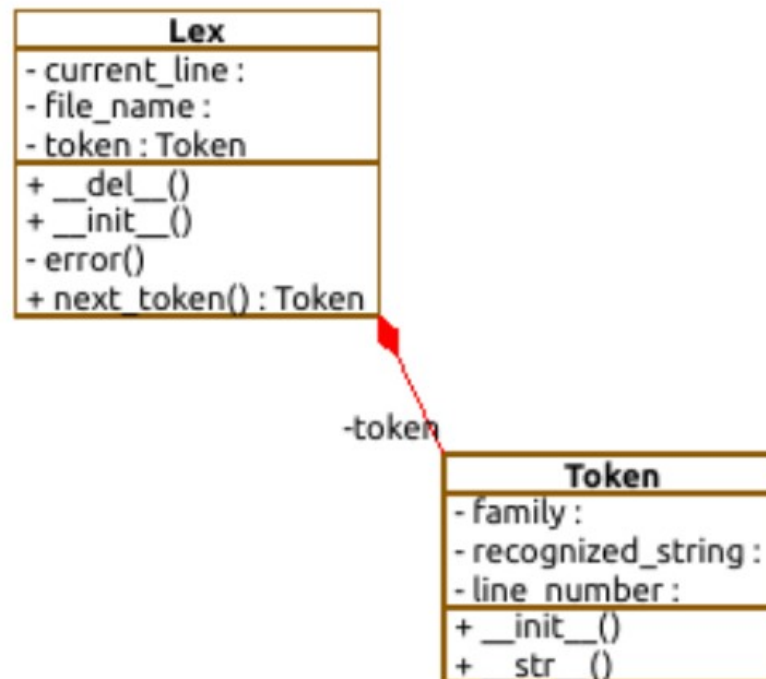 Lex
- current_line :
- file_name :
- token : Token
+ __del__()
+ __init__()
- error()
+ next_token() : Token
-token
Token
- family :
- recognized_string :
- line_number :
+ __init__()
+ __str__()